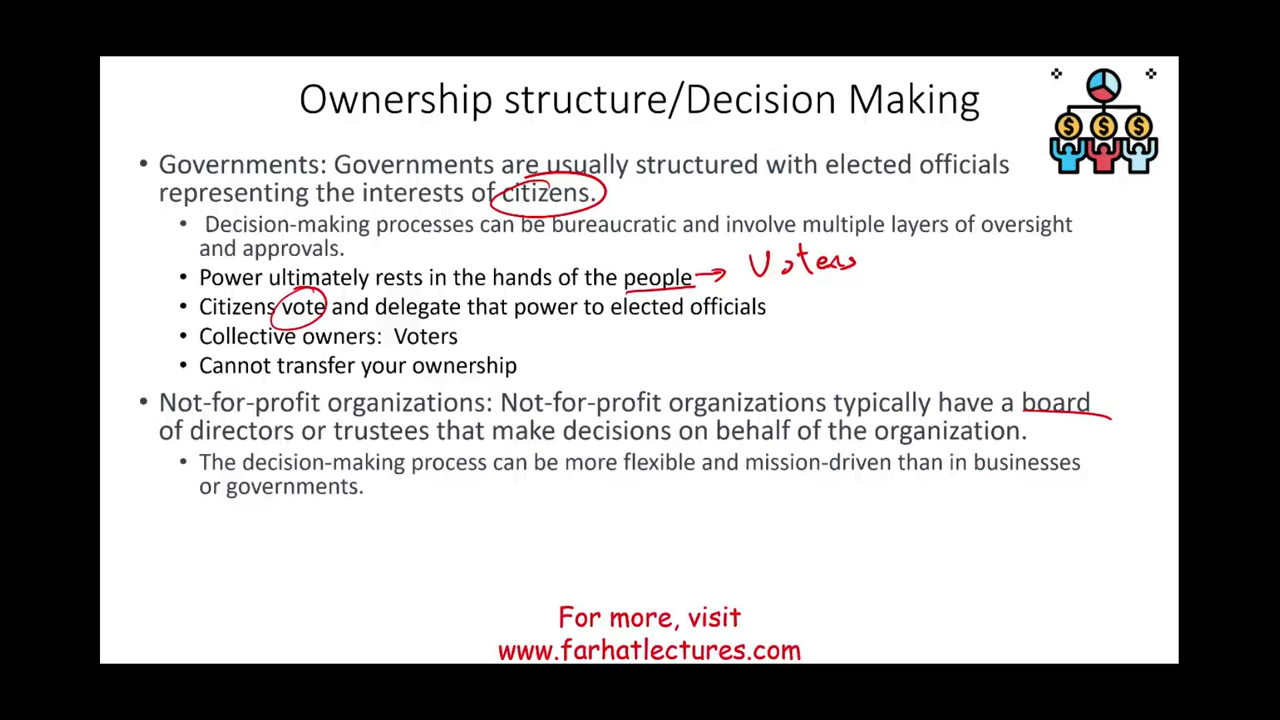 Ownership structure/Decision Making
• Governments: Governments are usually structured with elected officials
representing the interests of citizens.
• Decision-making processes can be bureaucratic and involve multiple layers of oversight
and approvals.
• Power ultimately rests in the hands of the people → Voters
• Citizens vote and delegate that power to elected officials
• Collective owners: Voters
• Cannot transfer your ownership
• Not-for-profit organizations: Not-for-profit organizations typically have a board
of directors or trustees that make decisions on behalf of the organization.
• The decision-making process can be more flexible and mission-driven than in businesses
or governments.
For more, visit
www.farhatlectures.com